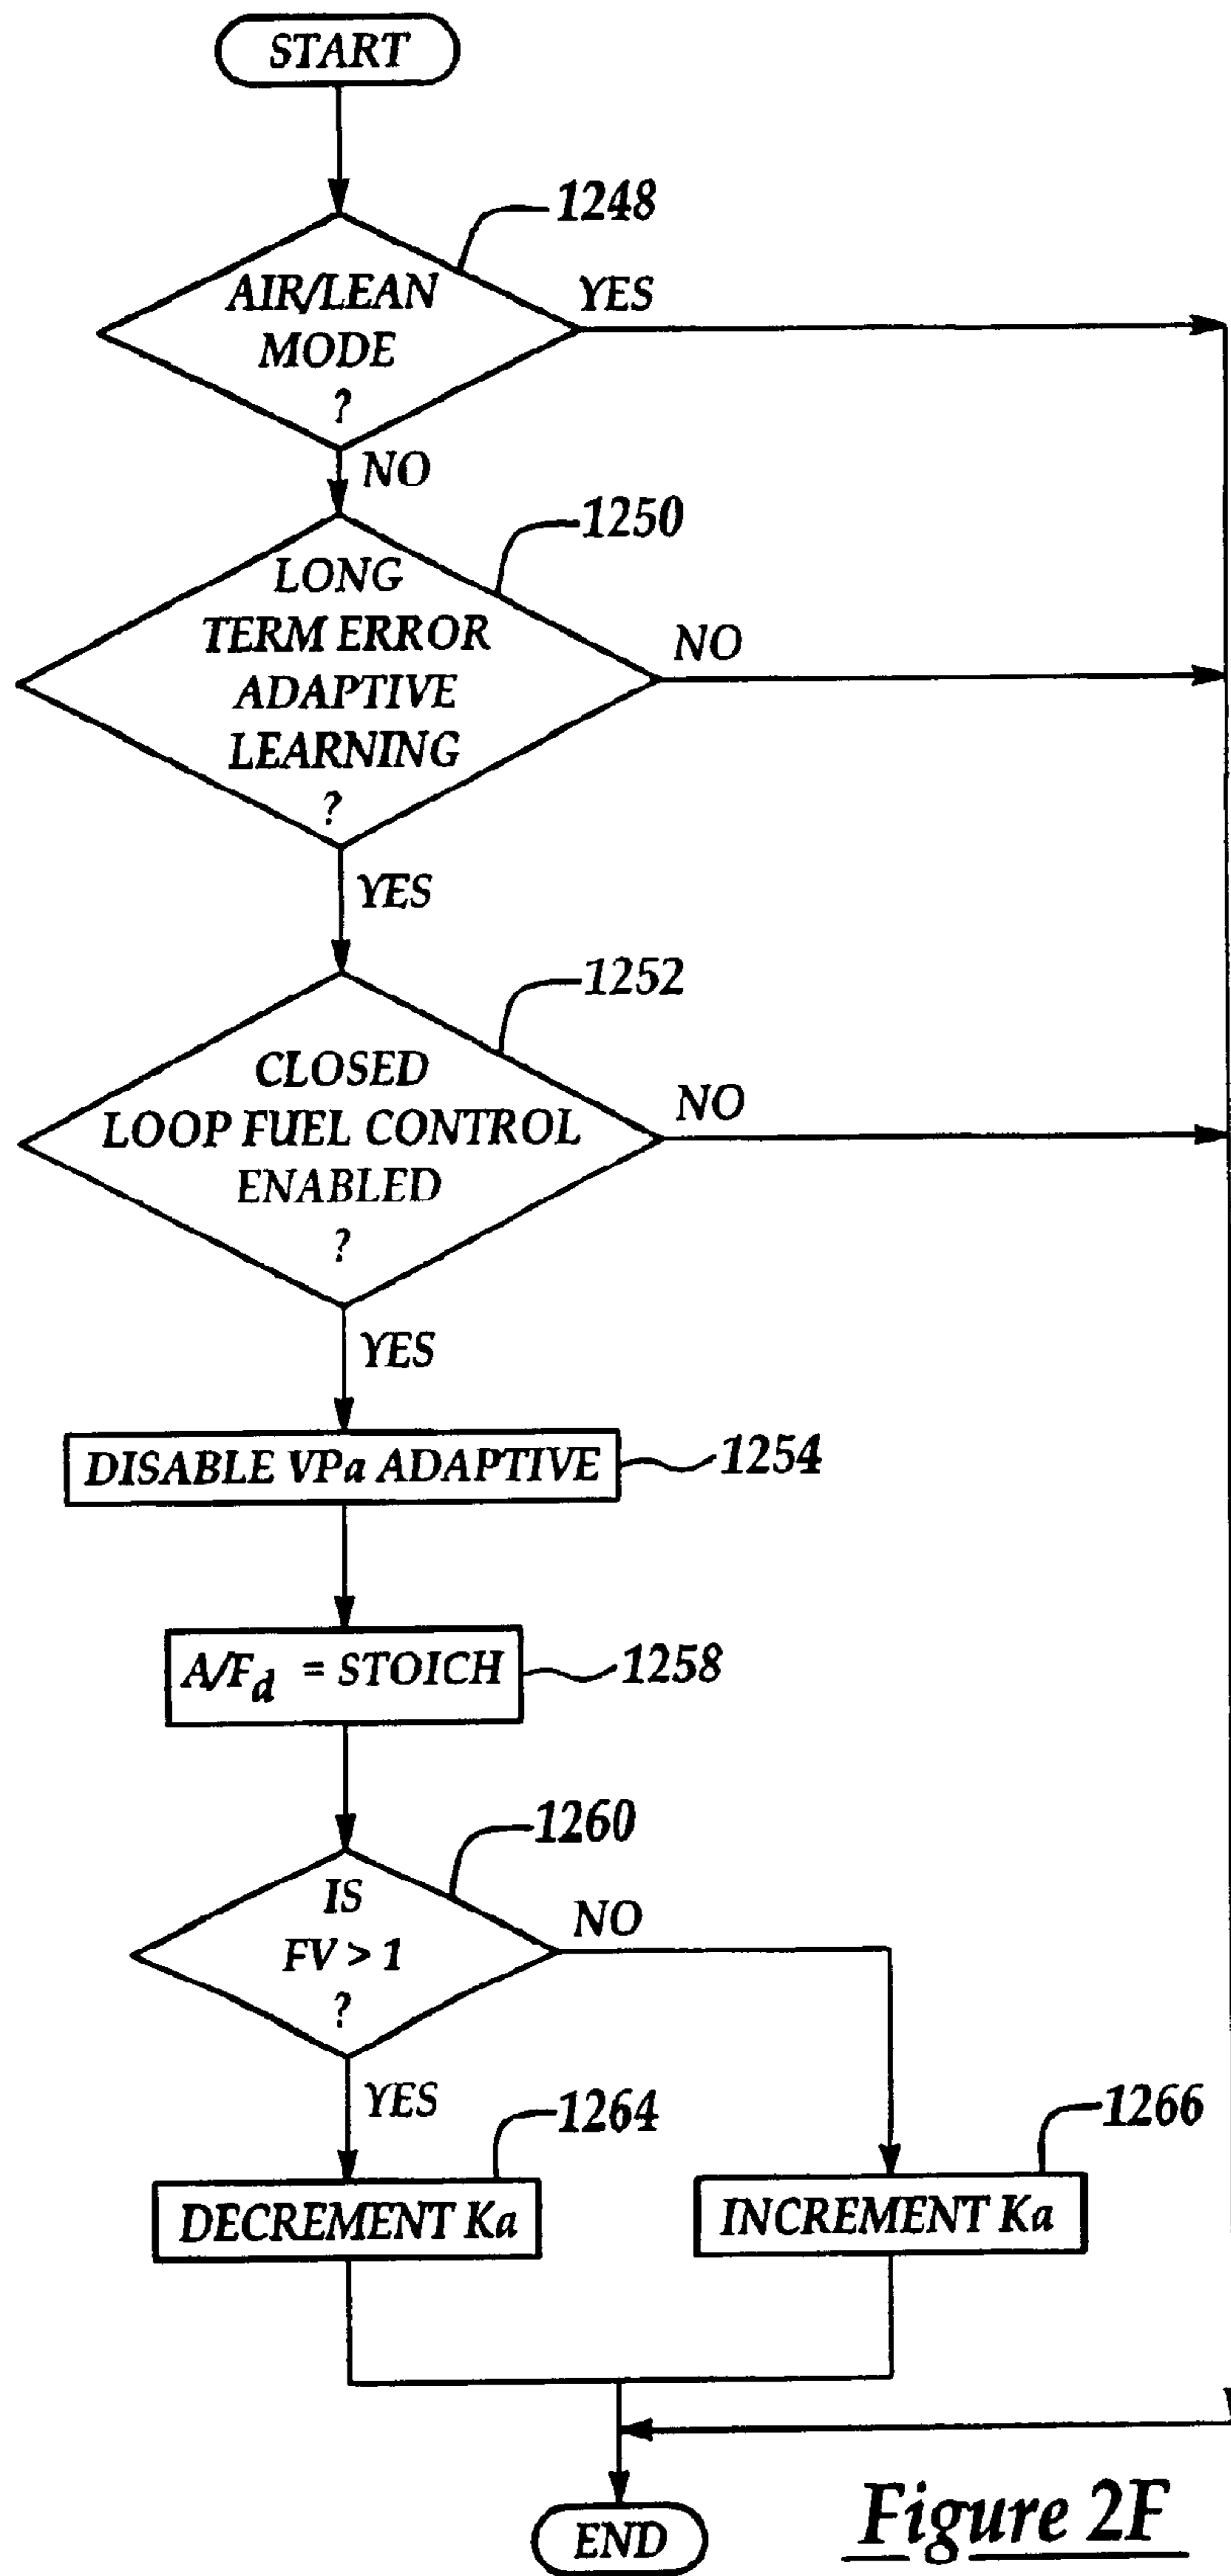 START
1248
AIR/LEAN
MODE
?
YES
NO
1250
LONG
TERM ERROR
ADAPTIVE
LEARNING
?
NO
YES
1252
CLOSED
LOOP FUEL CONTROL
ENABLED
?
NO
YES
DISABLE VPa ADAPTIVE
1254
A/Fd = STOICH
1258
1260
IS
FV > 1
?
NO
YES
1264
1266
DECREMENT Ka
INCREMENT Ka
END
Figure 2F